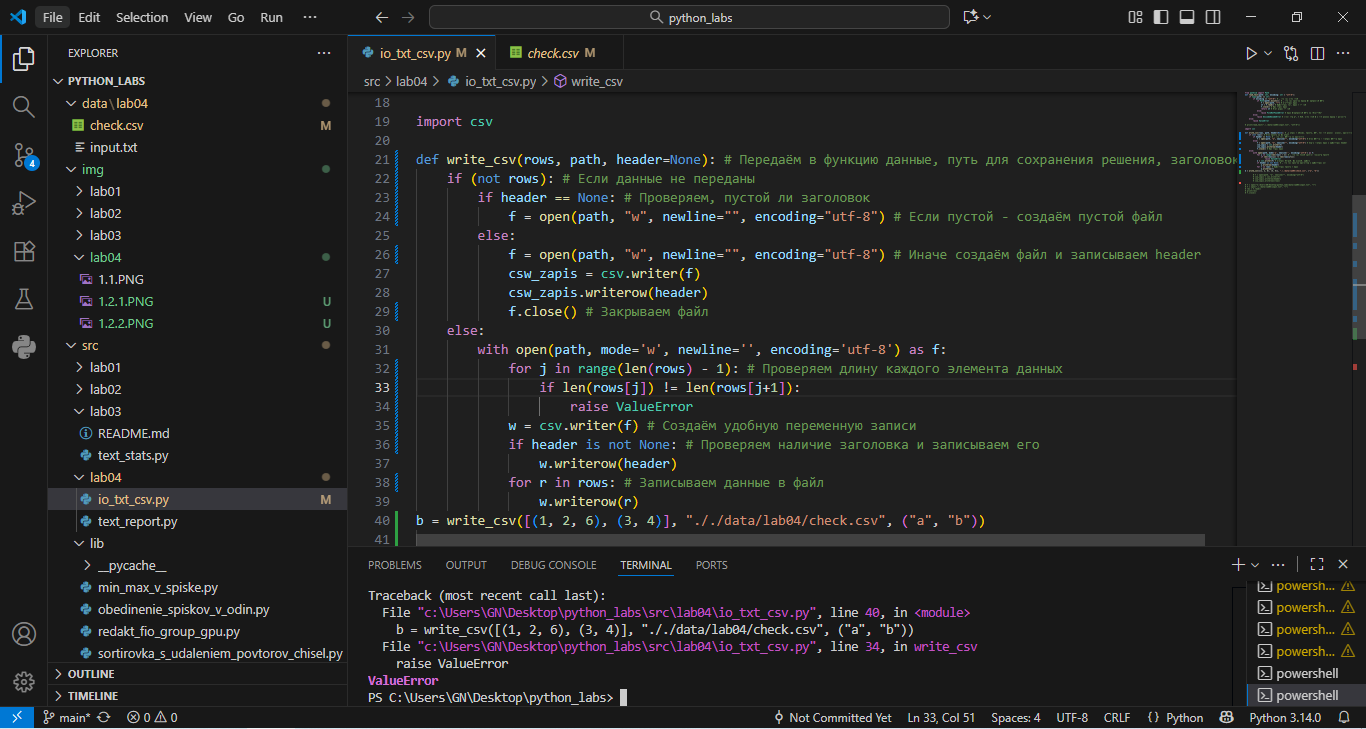 File Edit Selection View Go Run ···
python_labs
EXPLORER ···
PYTHON_LABS
data\lab04
check.csv M
input.txt
img
lab01
lab02
lab03
lab04
1.1.PNG
1.2.1.PNG U
1.2.2.PNG U
src
lab01
lab02
lab03
README.md
text_stats.py
lab04
io_txt_csv.py M
text_report.py
lib
__pycache__
min_max_v_spiske.py
obedinenie_spiskov_v_odin.py
redakt_fio_group_gpu.py
sortirovka_s_udaleniem_povtorov_chisel.py
OUTLINE
TIMELINE
4
io_txt_csv.py M
check.csv M
src > lab04 > io_txt_csv.py > write_csv
18
19 import csv
20
21 def write_csv(rows, path, header=None): # Передаём в функцию данные, путь для сохранения решения, заголовок
22 if (not rows): # Если данные не переданы
23 if header == None: # Проверяем, пустой ли заголовок
24 f = open(path, "w", newline="", encoding="utf-8") # Если пустой - создаём пустой файл
25 else:
26 f = open(path, "w", newline="", encoding="utf-8") # Иначе создаём файл и записываем header
27 csw_zapis = csv.writer(f)
28 csw_zapis.writerow(header)
29 f.close() # Закрываем файл
30 else:
31 with open(path, mode='w', newline='', encoding='utf-8') as f:
32 for j in range(len(rows) - 1): # Проверяем длину каждого элемента данных
33 if len(rows[j]) != len(rows[j+1]):
34 raise ValueError
35 w = csv.writer(f) # Создаём удобную переменную записи
36 if header is not None: # Проверяем наличие заголовка и записываем его
37 w.writerow(header)
38 for r in rows: # Записываем данные в файл
39 w.writerow(r)
40 b = write_csv([(1, 2, 6), (3, 4)], "././data/lab04/check.csv", ("a", "b"))
41
PROBLEMS OUTPUT DEBUG CONSOLE TERMINAL PORTS
Traceback (most recent call last):
File "c:\Users\GN\Desktop\python_labs\src\lab04\io_txt_csv.py", line 40, in <module>
b = write_csv([(1, 2, 6), (3, 4)], "././data/lab04/check.csv", ("a", "b"))
File "c:\Users\GN\Desktop\python_labs\src\lab04\io_txt_csv.py", line 34, in write_csv
raise ValueError
ValueError
PS C:\Users\GN\Desktop\python_labs>
powersh...
powersh...
powersh...
powersh...
powershell
powershell
main* 0 0
Not Committed Yet Ln 33, Col 51 Spaces: 4 UTF-8 CRLF {} Python Python 3.14.0